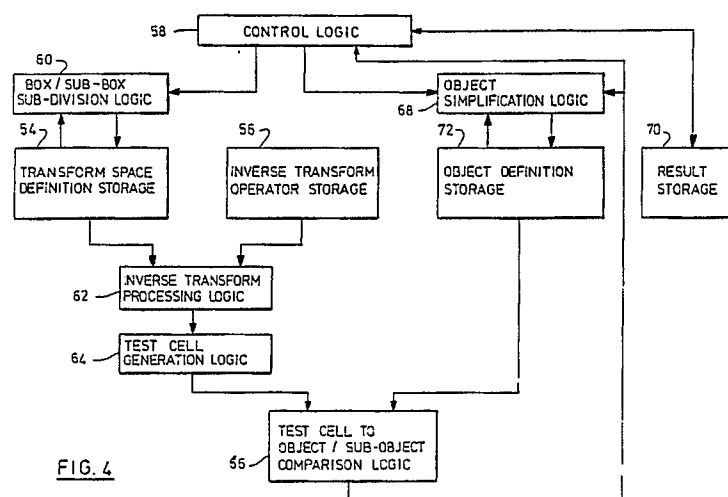 58
CONTROL LOGIC
60
BOX / SUB-BOX
SUB-DIVISION LOGIC
OBJECT
SIMPLIFICATION LOGIC
68
54
56
72
70
TRANSFORM SPACE
DEFINITION STORAGE
INVERSE TRANSFORM
OPERATOR STORAGE
OBJECT DEFINITION
STORAGE
RESULT
STORAGE
INVERSE TRANSFORM
PROCESSING LOGIC
62
TEST CELL
GENERATION LOGIC
64
TEST CELL TO
OBJECT / SUB-OBJECT
COMPARISON LOGIC
66
FIG. 4